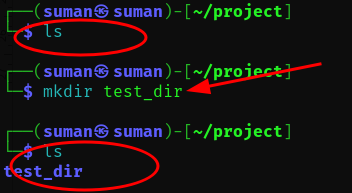 ┌──(suman㉿suman)-[~/project]
└─$ ls
┌──(suman㉿suman)-[~/project]
└─$ mkdir test_dir
┌──(suman㉿suman)-[~/project]
└─$ ls
test_dir